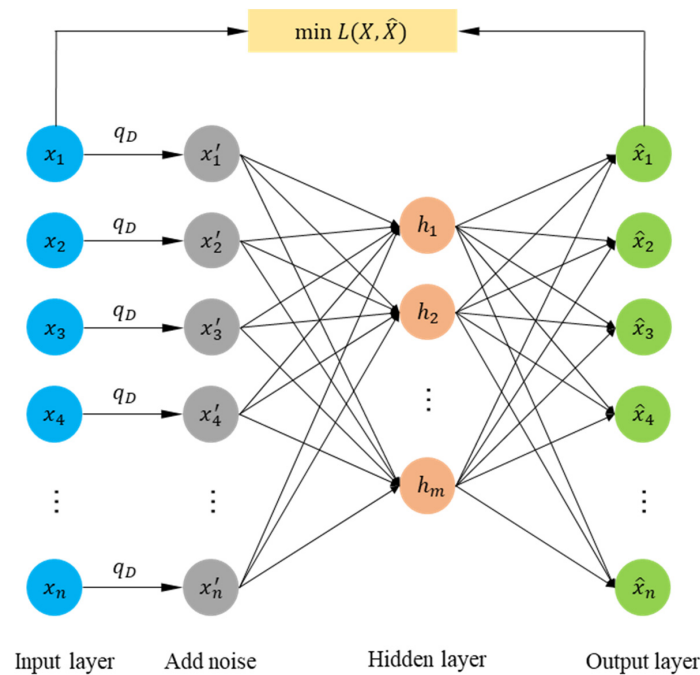 min L(X, X̂)
x₁ q_D x′₁ x̂₁
h₁
x₂ q_D x′₂ x̂₂
x₃ q_D x′₃ h₂ x̂₃
x₄ q_D x′₄ ⋮ x̂₄
⋮ ⋮ h_m ⋮
x_n q_D x′_n x̂_n
Input layer Add noise Hidden layer Output layer